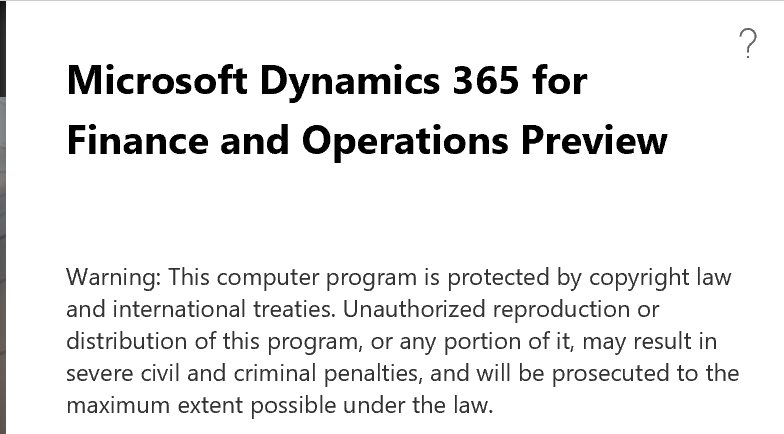 ?
Microsoft Dynamics 365 for
Finance and Operations Preview
Warning: This computer program is protected by copyright law
and international treaties. Unauthorized reproduction or
distribution of this program, or any portion of it, may result in
severe civil and criminal penalties, and will be prosecuted to the
maximum extent possible under the law.